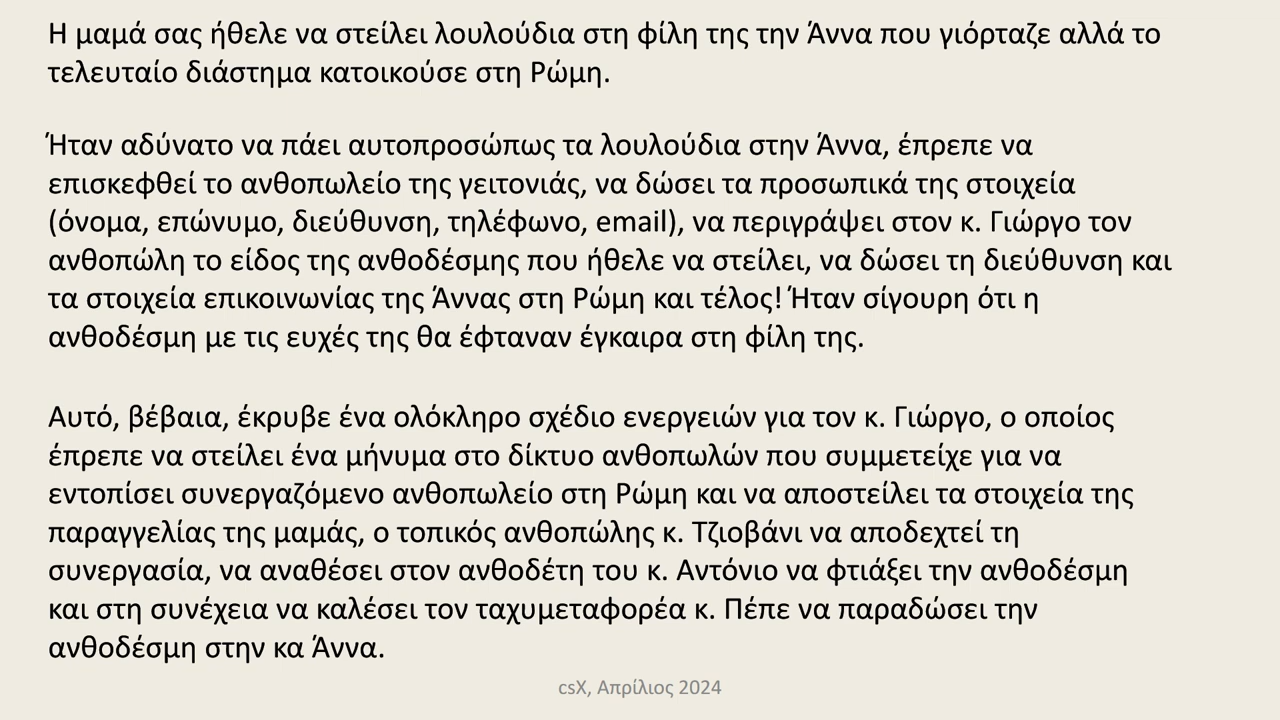 Η μαμά σας ήθελε να στείλει λουλούδια στη φίλη της την Άννα που γιόρταζε αλλά το
τελευταίο διάστημα κατοικούσε στη Ρώμη.
Ήταν αδύνατο να πάει αυτοπροσώπως τα λουλούδια στην Άννα, έπρεπε να
επισκεφθεί το ανθοπωλείο της γειτονιάς, να δώσει τα προσωπικά της στοιχεία
(όνομα, επώνυμο, διεύθυνση, τηλέφωνο, email), να περιγράψει στον κ. Γιώργο τον
ανθοπώλη το είδος της ανθοδέσμης που ήθελε να στείλει, να δώσει τη διεύθυνση και
τα στοιχεία επικοινωνίας της Άννας στη Ρώμη και τέλος! Ήταν σίγουρη ότι η
ανθοδέσμη με τις ευχές της θα έφταναν έγκαιρα στη φίλη της.
Αυτό, βέβαια, έκρυβε ένα ολόκληρο σχέδιο ενεργειών για τον κ. Γιώργο, ο οποίος
έπρεπε να στείλει ένα μήνυμα στο δίκτυο ανθοπωλών που συμμετείχε για να
εντοπίσει συνεργαζόμενο ανθοπωλείο στη Ρώμη και να αποστείλει τα στοιχεία της
παραγγελίας της μαμάς, ο τοπικός ανθοπώλης κ. Τζιοβάνι να αποδεχτεί τη
συνεργασία, να αναθέσει στον ανθοδέτη του κ. Αντόνιο να φτιάξει την ανθοδέσμη
και στη συνέχεια να καλέσει τον ταχυμεταφορέα κ. Πέπε να παραδώσει την
ανθοδέσμη στην κα Άννα.
csX, Απρίλιος 2024